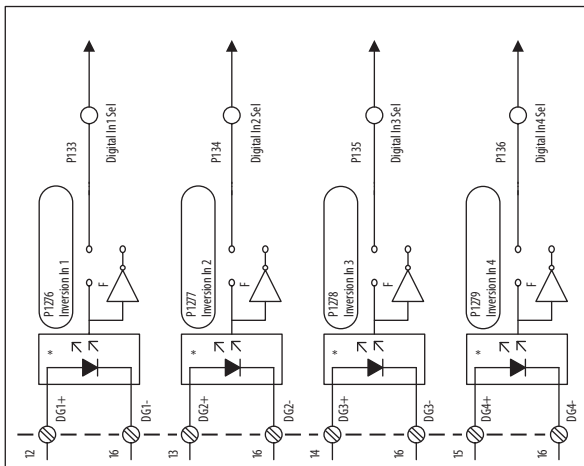 P133
Digital In1 Sel
P1276
Inversion In 1
F
*
DG1+
DG1-
12
16
P134
Digital In2 Sel
P1277
Inversion In 2
F
*
DG2+
DG2-
13
16
P135
Digital In3 Sel
P1278
Inversion In 3
F
*
DG3+
DG3-
14
16
P136
Digital In4 Sel
P1279
Inversion In 4
F
*
DG4+
DG4-
15
16